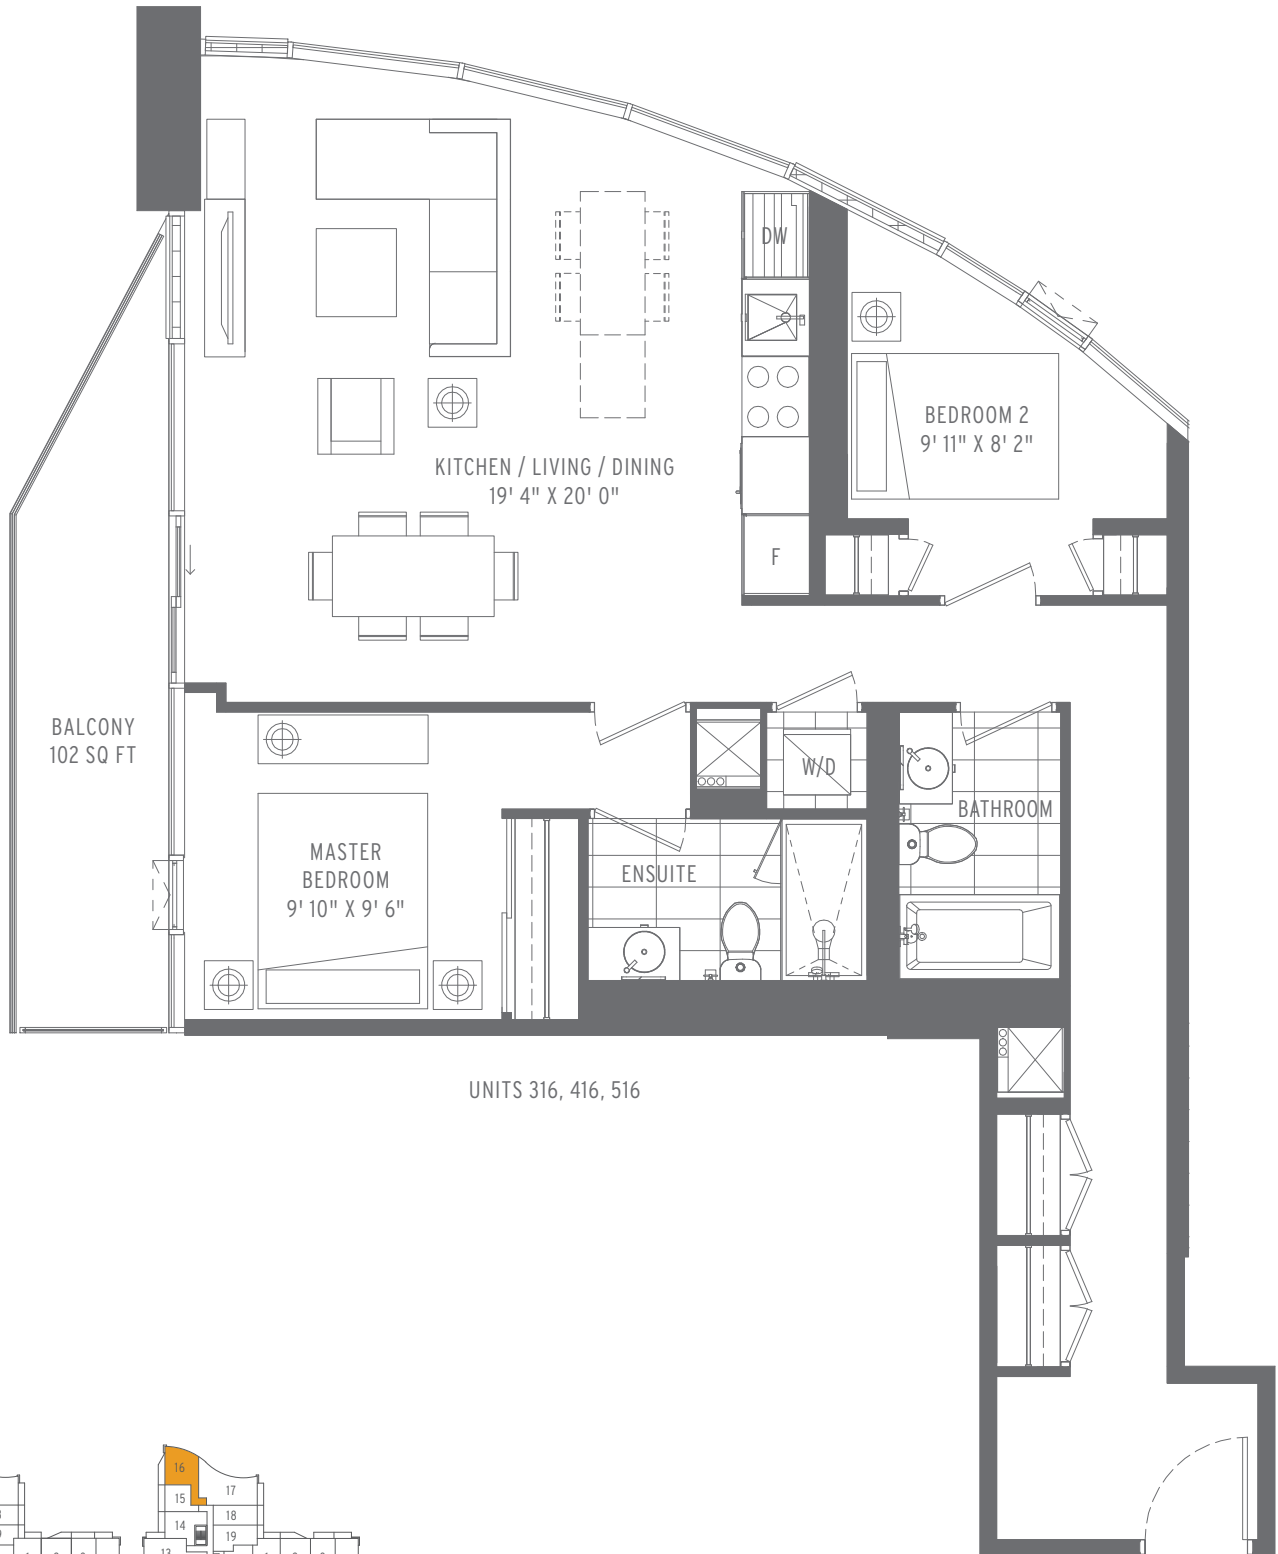 DW
BEDROOM 2
9' 11" X 8' 2"
KITCHEN / LIVING / DINING
19' 4" X 20' 0"
F
BALCONY
102 SQ FT
W/D
BATHROOM
MASTER
BEDROOM
9' 10" X 9' 6"
ENSUITE
UNITS 316, 416, 516
16
15
17
14
18
19
13